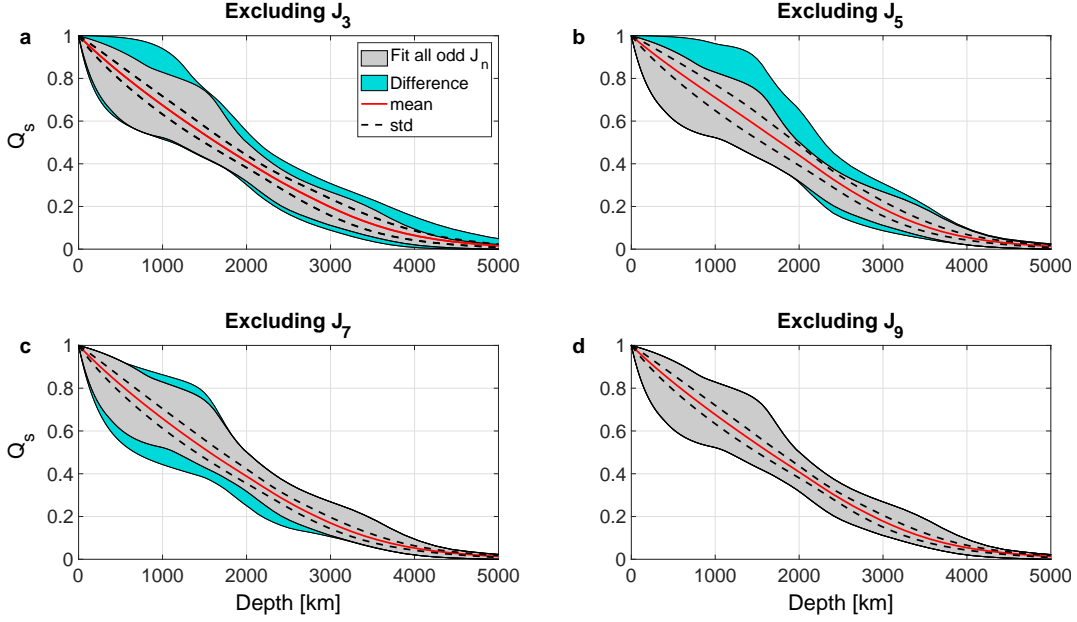 Excluding J3
a
1
0.8
0.6
0.4
0.2
0
Qs
0 1000 2000 3000 4000 5000
Fit all odd Jn
Difference
mean
std
Excluding J5
b
1
0.8
0.6
0.4
0.2
0
0 1000 2000 3000 4000 5000
Excluding J7
c
1
0.8
0.6
0.4
0.2
0
Qs
0 1000 2000 3000 4000 5000
Depth [km]
Excluding J9
d
1
0.8
0.6
0.4
0.2
0
0 1000 2000 3000 4000 5000
Depth [km]